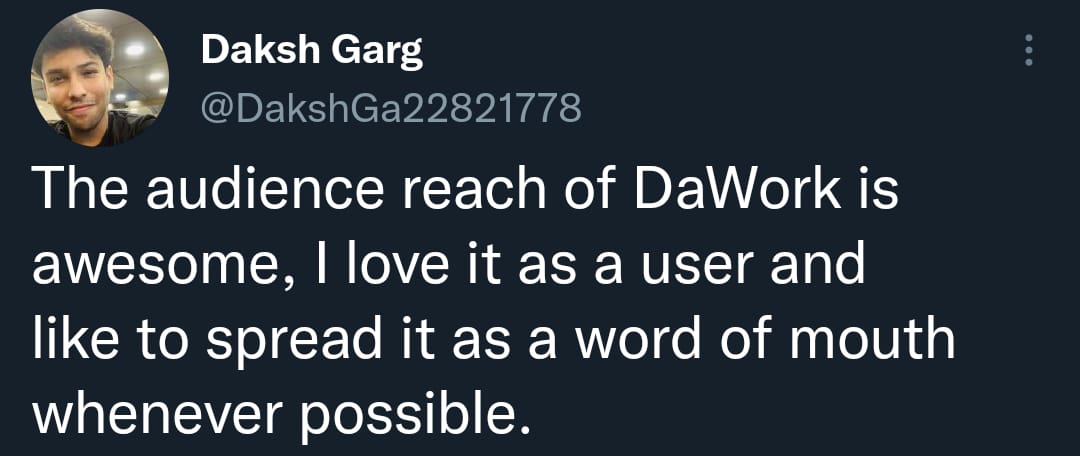 Daksh Garg
@DakshGa22821778
The audience reach of DaWork is
awesome, I love it as a user and
like to spread it as a word of mouth
whenever possible.